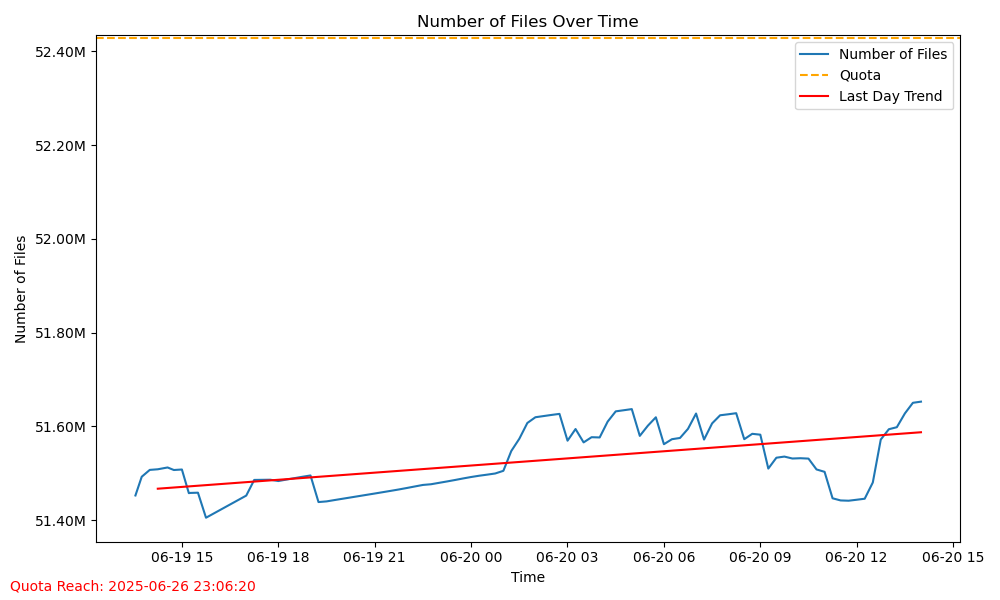 Number of Files Over Time
Number of Files
52.40M
52.20M
52.00M
51.80M
51.60M
51.40M
Number of Files
Quota
Last Day Trend
06-19 15
06-19 18
06-19 21
06-20 00
06-20 03
06-20 06
06-20 09
06-20 12
06-20 15
Time
Quota Reach: 2025-06-26 23:06:20